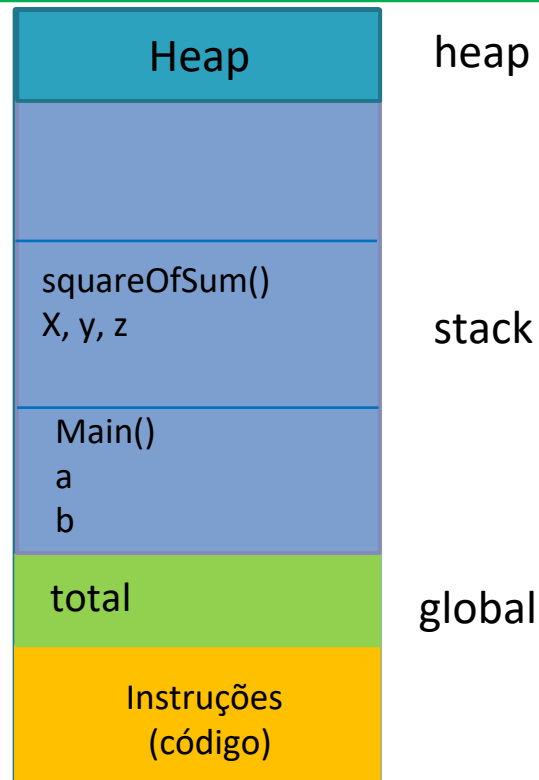 Heap
heap
squareOfSum()
X, y, z
stack
Main()
a
b
total
global
Instruções
(código)